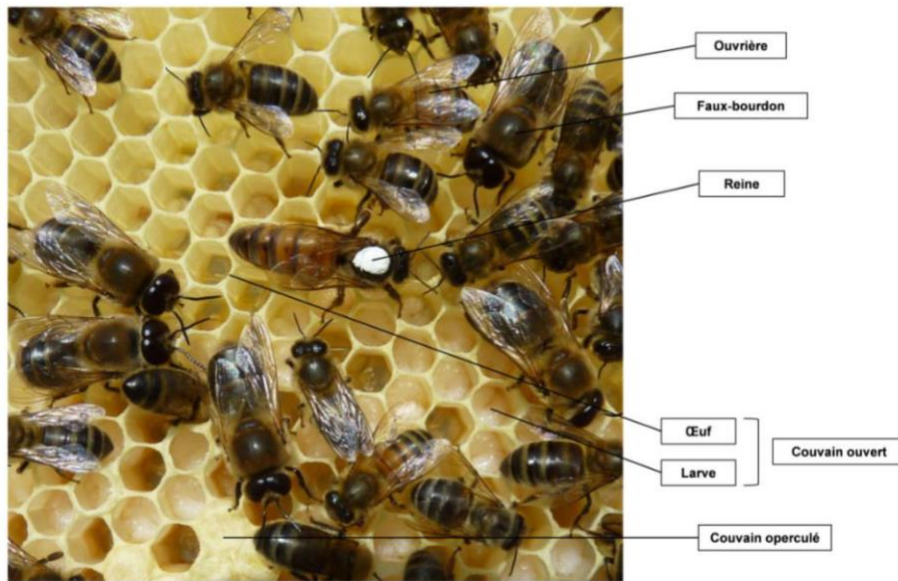 Ouvrière
Faux-bourdon
Reine
Œuf
Couvain ouvert
Larve
Couvain operculé